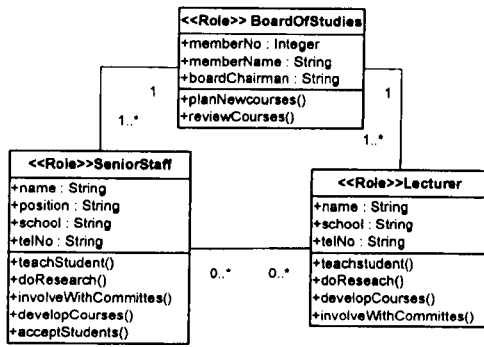 <<Role>> BoardOfStudies
+memberNo : Integer
+memberName : String
+boardChairman : String
+planNewcourses()
+reviewCourses()
1
1..*
1
1..*
<<Role>>SeniorStaff
+name : String
+position : String
+school : String
+telNo : String
+teachStudent()
+doResearch()
+involveWithCommittes()
+developCourses()
+acceptStudents()
0..*
0..*
<<Role>>Lecturer
+name : String
+school : String
+telNo : String
+teachstudent()
+doReseach()
+developCourses()
+involveWithCommittes()